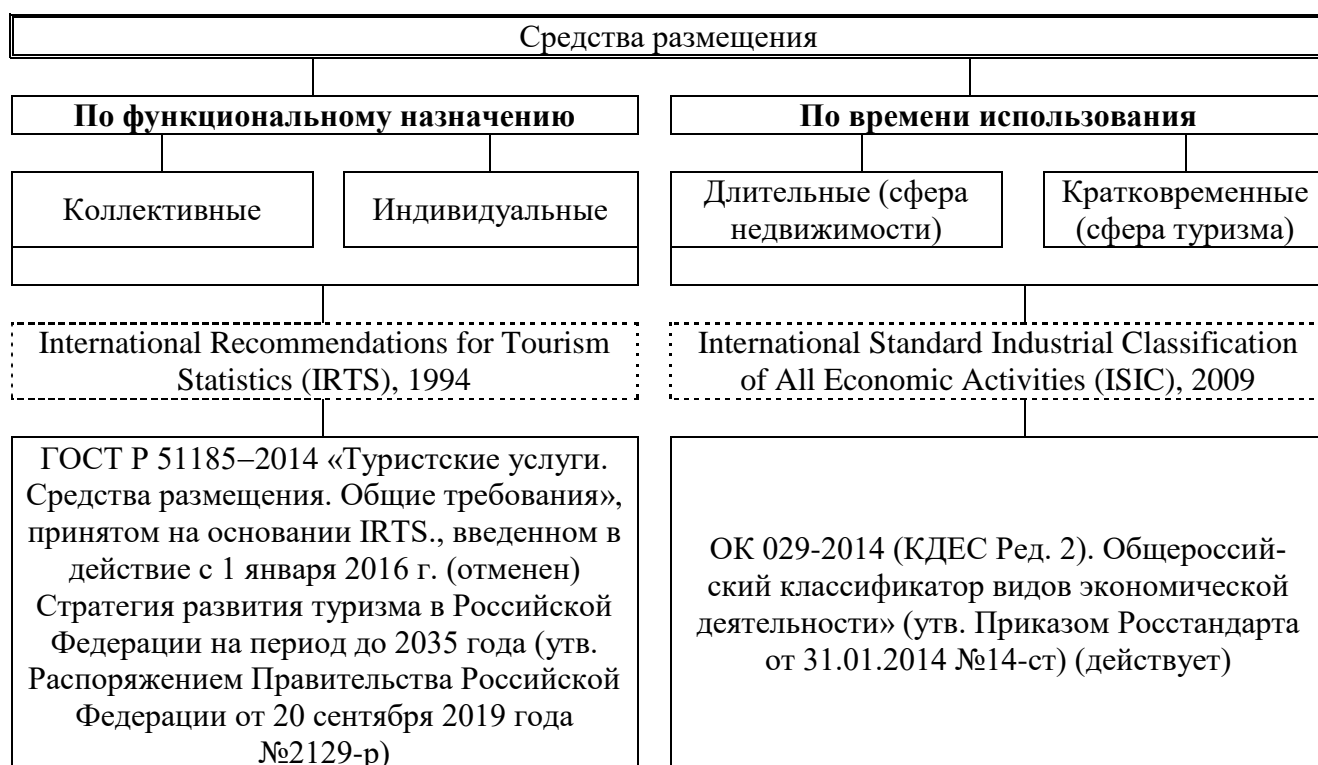 Средства размещения
По функциональному назначению
По времени использования
Коллективные
Индивидуальные
Длительные (сфера
недвижимости)
Кратковременные
(сфера туризма)
International Recommendations for Tourism
Statistics (IRTS), 1994
International Standard Industrial Classification
of All Economic Activities (ISIC), 2009
ГОСТ Р 51185–2014 «Туристские услуги.
Средства размещения. Общие требования»,
принятом на основании IRTS., введенном в
действие с 1 января 2016 г. (отменен)
Стратегия развития туризма в Российской
Федерации на период до 2035 года (утв.
Распоряжением Правительства Российской
Федерации от 20 сентября 2019 года
№2129-р)
ОК 029-2014 (КДЕС Ред. 2). Общероссий-
ский классификатор видов экономической
деятельности» (утв. Приказом Росстандарта
от 31.01.2014 №14-ст) (действует)